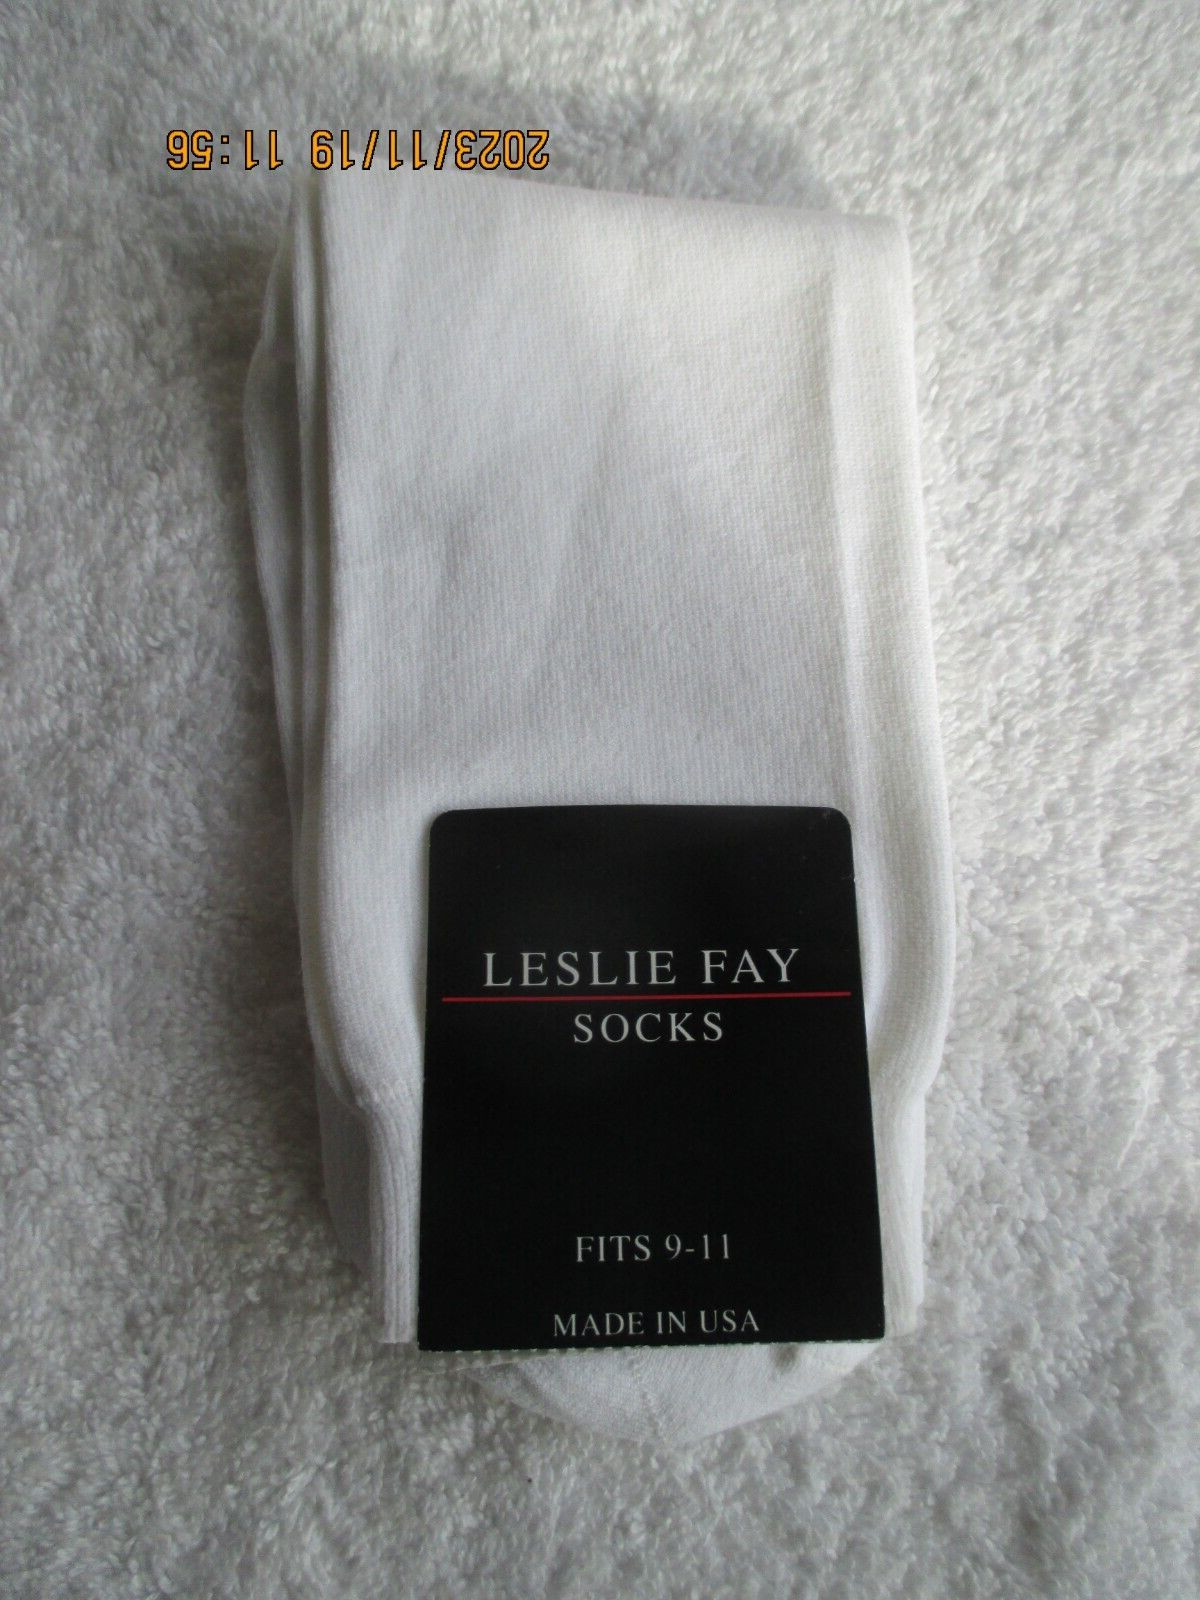 2023/11/19 11:56
LESLIE FAY
SOCKS
FITS 9-11
MADE IN USA